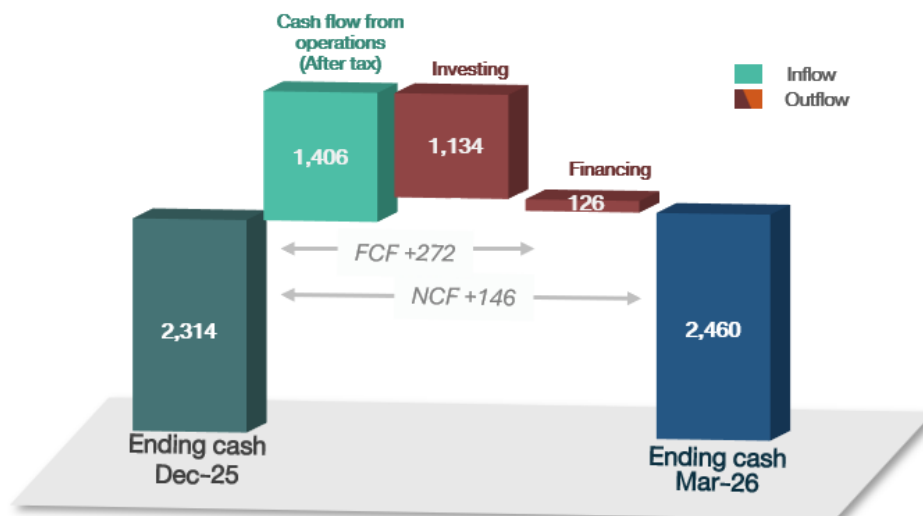 Cash flow from
operations
(After tax)
Investing
Inflow
Outflow
1,406
1,134
Financing
126
FCF +272
NCF +146
2,314
2,460
Ending cash
Dec-25
Ending cash
Mar-26